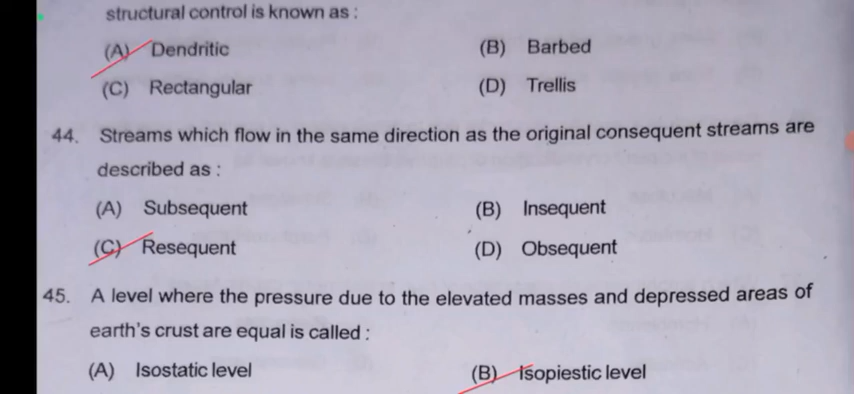 structural control is known as :
(A) Dendritic (B) Barbed
(C) Rectangular (D) Trellis
44. Streams which flow in the same direction as the original consequent streams are
described as :
(A) Subsequent (B) Insequent
(C) Resequent (D) Obsequent
45. A level where the pressure due to the elevated masses and depressed areas of
earth's crust are equal is called :
(A) Isostatic level (B) Isopiestic level